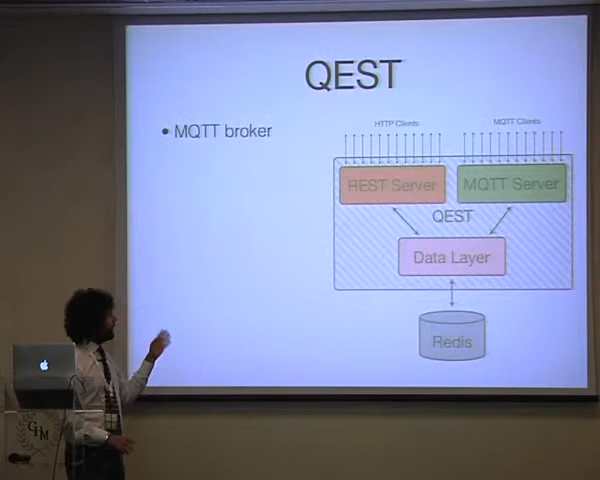 QEST
• MQTT broker
HTTP Clients
MQTT Clients
REST Server
MQTT Server
QEST
Data Layer
Redis